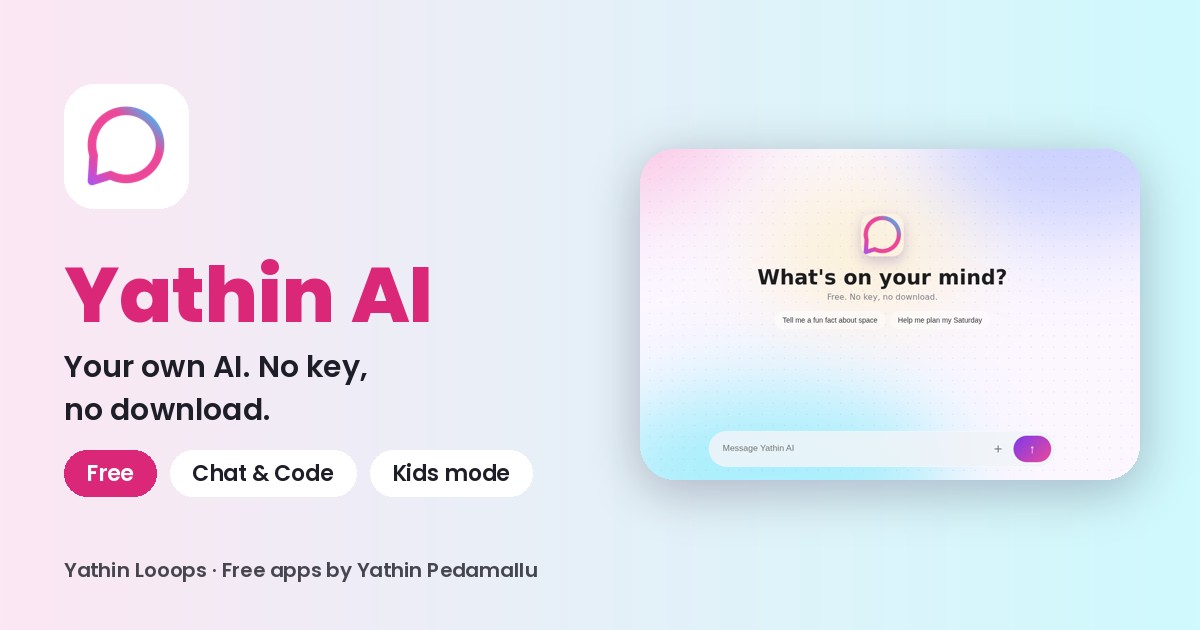 Yathin AI
Your own AI. No key,
no download.
Free
Chat & Code
Kids mode
Yathin Looops · Free apps by Yathin Pedamallu
What's on your mind?
Free. No key, no download.
Tell me a fun fact about space
Help me plan my Saturday
Message Yathin AI
+
↑